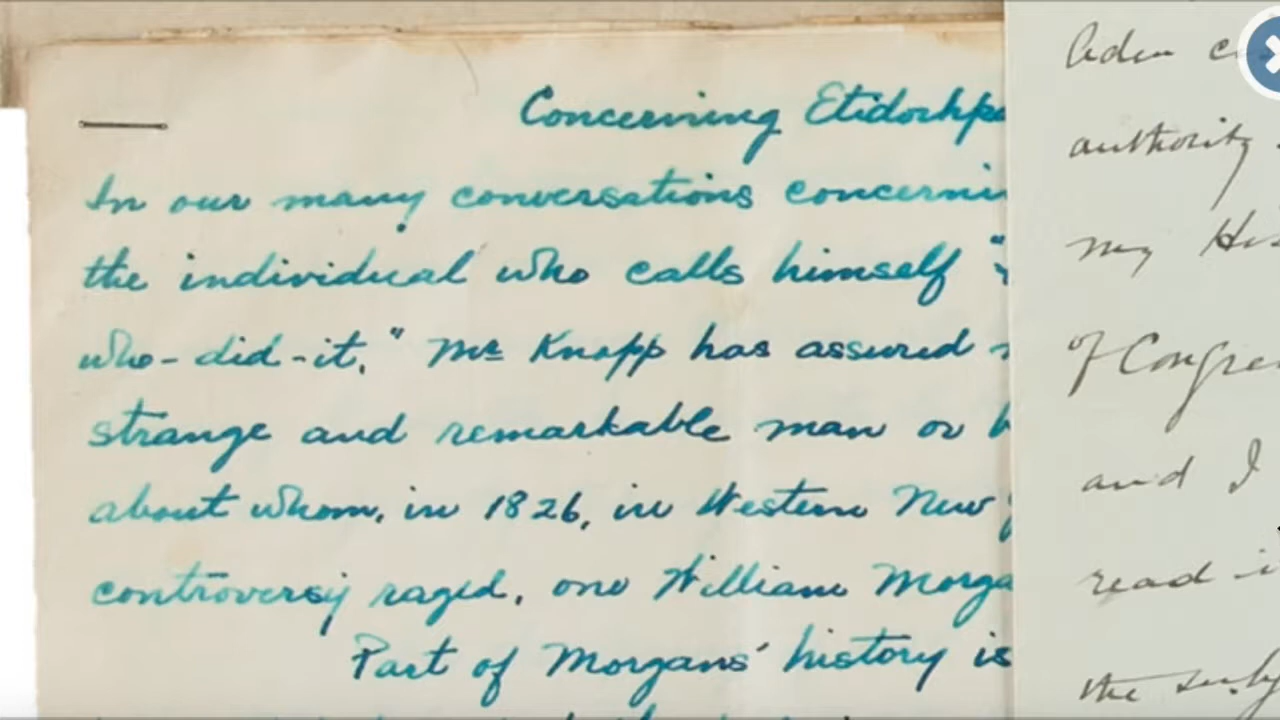 Concerning Etidorhpa
In our many conversations concerni
the individual who calls himself "
who-did-it," Mr Knapp has assured
strange and remarkable man or b
about whom, in 1826, in Western New
controversy raged, one William Morga
Part of Morgans' history is
aden c
authority
my His
of Congre
and I
read i
the sub